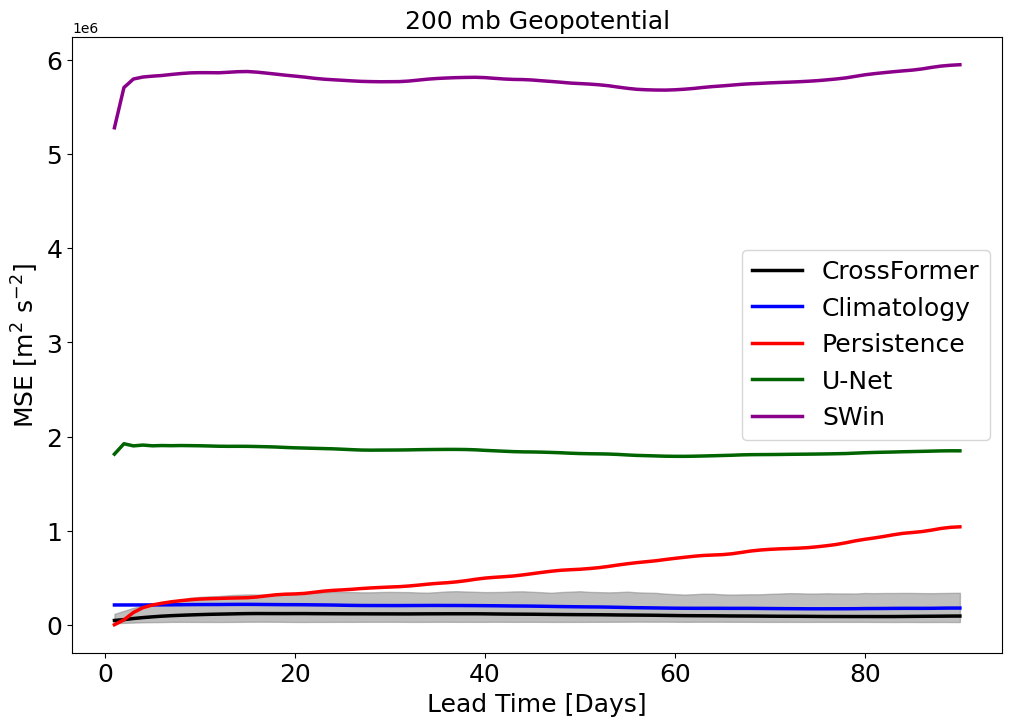 200 mb Geopotential
1e6
6
5
4
3
2
1
0
MSE [m² s⁻²]
CrossFormer
Climatology
Persistence
U-Net
SWin
0 20 40 60 80
Lead Time [Days]